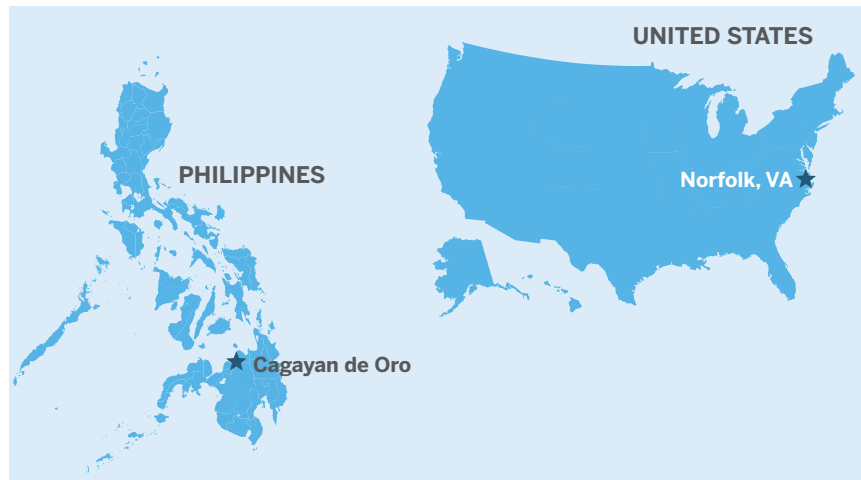 UNITED STATES
PHILIPPINES
Norfolk, VA
Cagayan de Oro